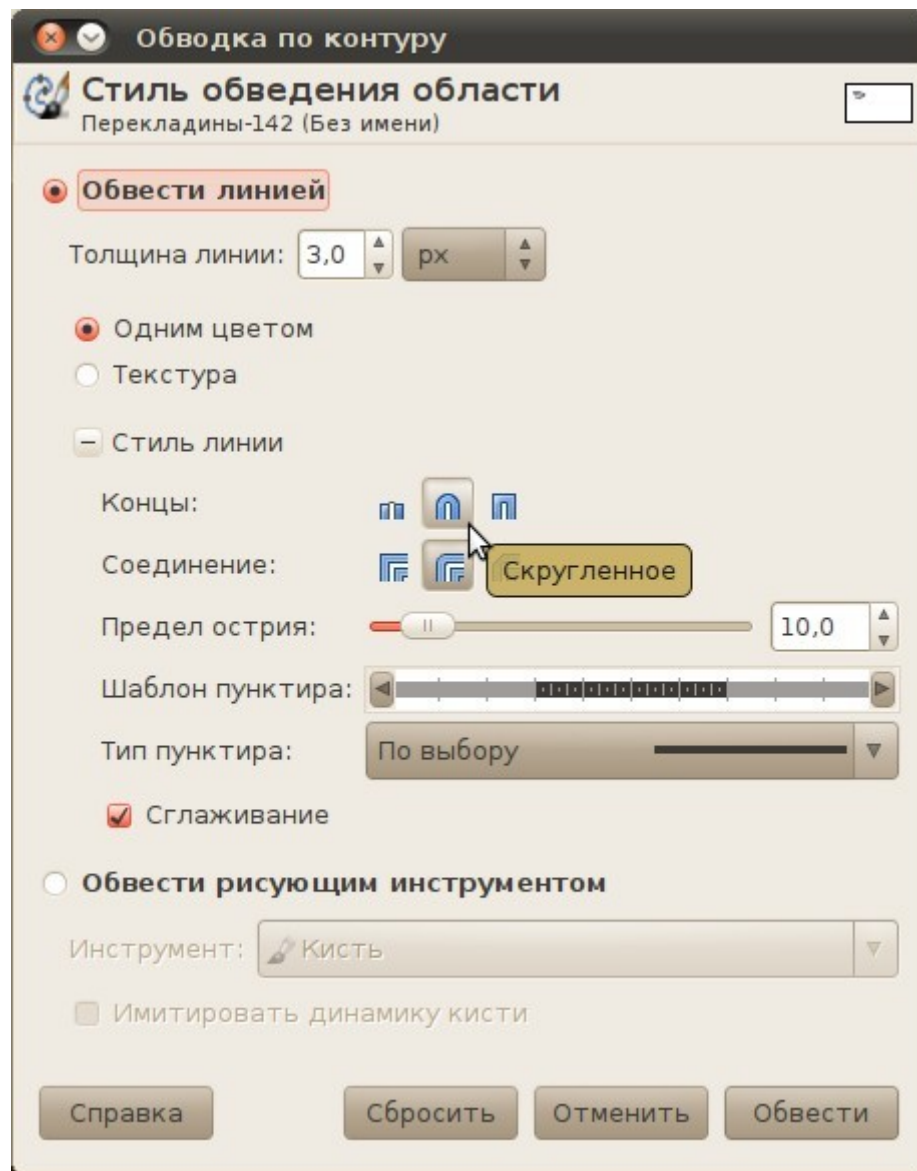 Обводка по контуру
Стиль обведения области
Перекладины-142 (Без имени)
Обвести линией
Толщина линии: 3,0 px
Одним цветом
Текстура
Стиль линии
Концы:
Соединение:
Скругленное
Предел острия: 10,0
Шаблон пунктира:
Тип пунктира: По выбору
Сглаживание
Обвести рисующим инструментом
Инструмент: Кисть
Имитировать динамику кисти
Справка Сбросить Отменить Обвести